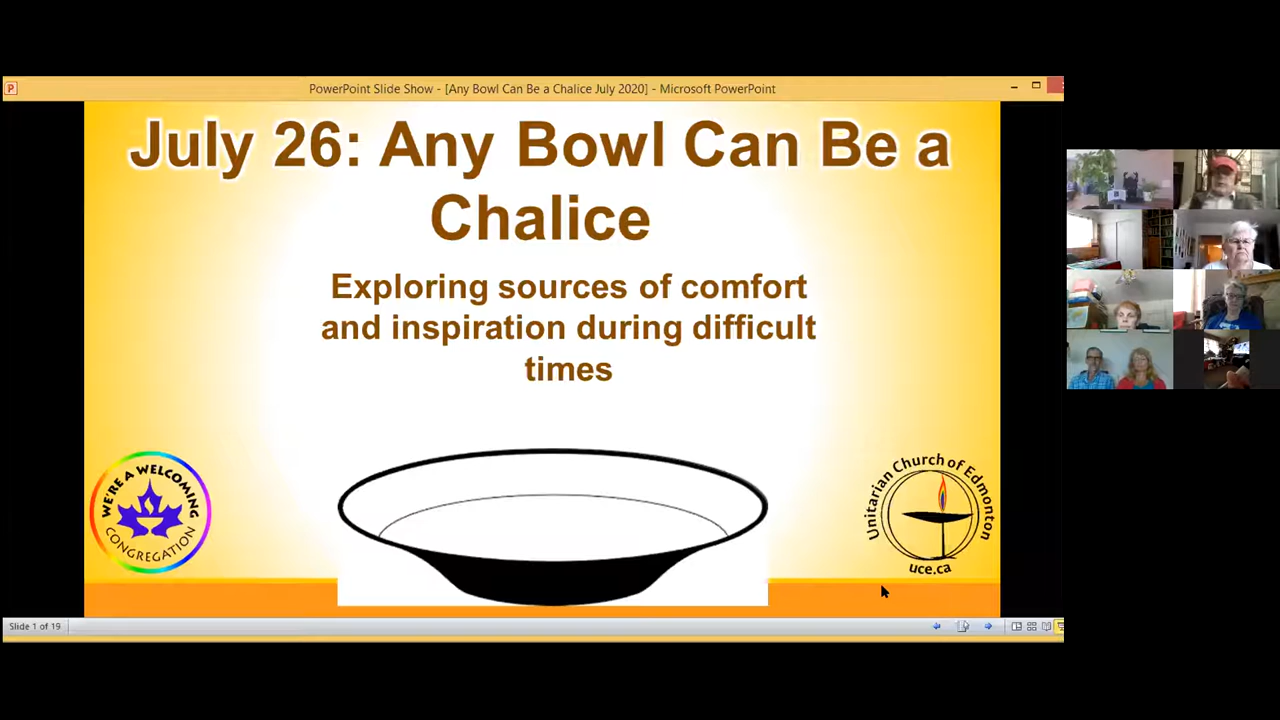 PowerPoint Slide Show - [Any Bowl Can Be a Chalice July 2020] - Microsoft PowerPoint
July 26: Any Bowl Can Be a
Chalice
Exploring sources of comfort
and inspiration during difficult
times
WE'RE A WELCOMING
CONGREGATION
Unitarian Church of Edmonton
uce.ca
Slide 1 of 19